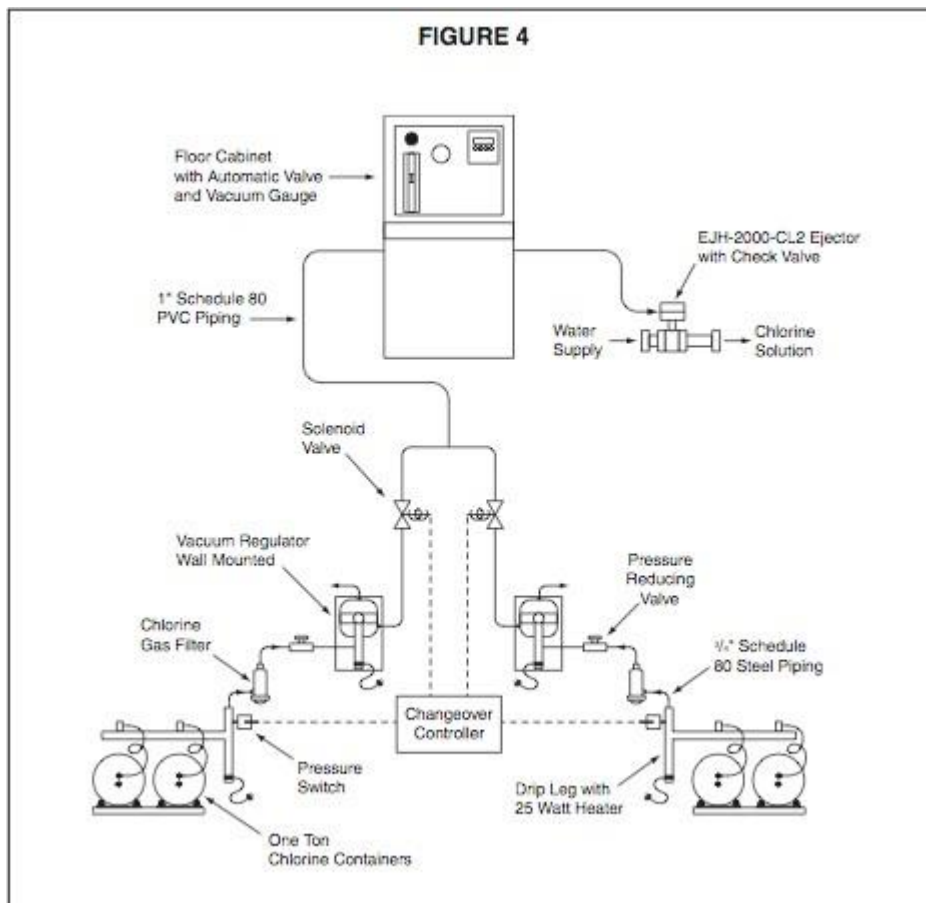 FIGURE 4
Floor Cabinet
with Automatic Valve
and Vacuum Gauge
EJH-2000-CL2 Ejector
with Check Valve
1" Schedule 80
PVC Piping
Water
Supply
Chlorine
Solution
Solenoid
Valve
Vacuum Regulator
Wall Mounted
Pressure
Reducing
Valve
Chlorine
Gas Filter
¾" Schedule
80 Steel Piping
Changeover
Controller
Pressure
Switch
Drip Leg with
25 Watt Heater
One Ton
Chlorine Containers